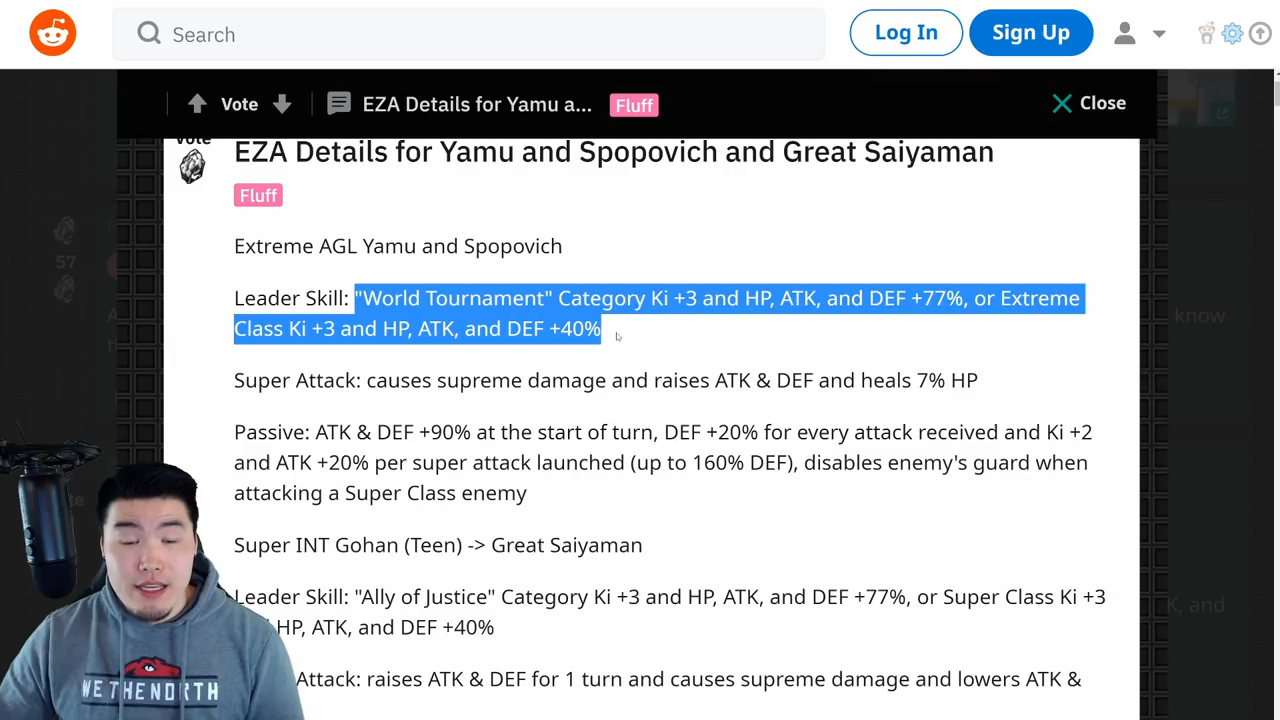 Search
Log In
Sign Up
Vote
EZA Details for Yamu a...
Fluff
Close
Vote
EZA Details for Yamu and Spopovich and Great Saiyaman
Fluff
57
Extreme AGL Yamu and Spopovich
Leader Skill: "World Tournament" Category Ki +3 and HP, ATK, and DEF +77%, or Extreme
Class Ki +3 and HP, ATK, and DEF +40%
know
Super Attack: causes supreme damage and raises ATK & DEF and heals 7% HP
Passive: ATK & DEF +90% at the start of turn, DEF +20% for every attack received and Ki +2
and ATK +20% per super attack launched (up to 160% DEF), disables enemy's guard when
attacking a Super Class enemy
Super INT Gohan (Teen) -> Great Saiyaman
Leader Skill: "Ally of Justice" Category Ki +3 and HP, ATK, and DEF +77%, or Super Class Ki +3
HP, ATK, and DEF +40%
K, and
Attack: raises ATK & DEF for 1 turn and causes supreme damage and lowers ATK &
WE THE NORTH